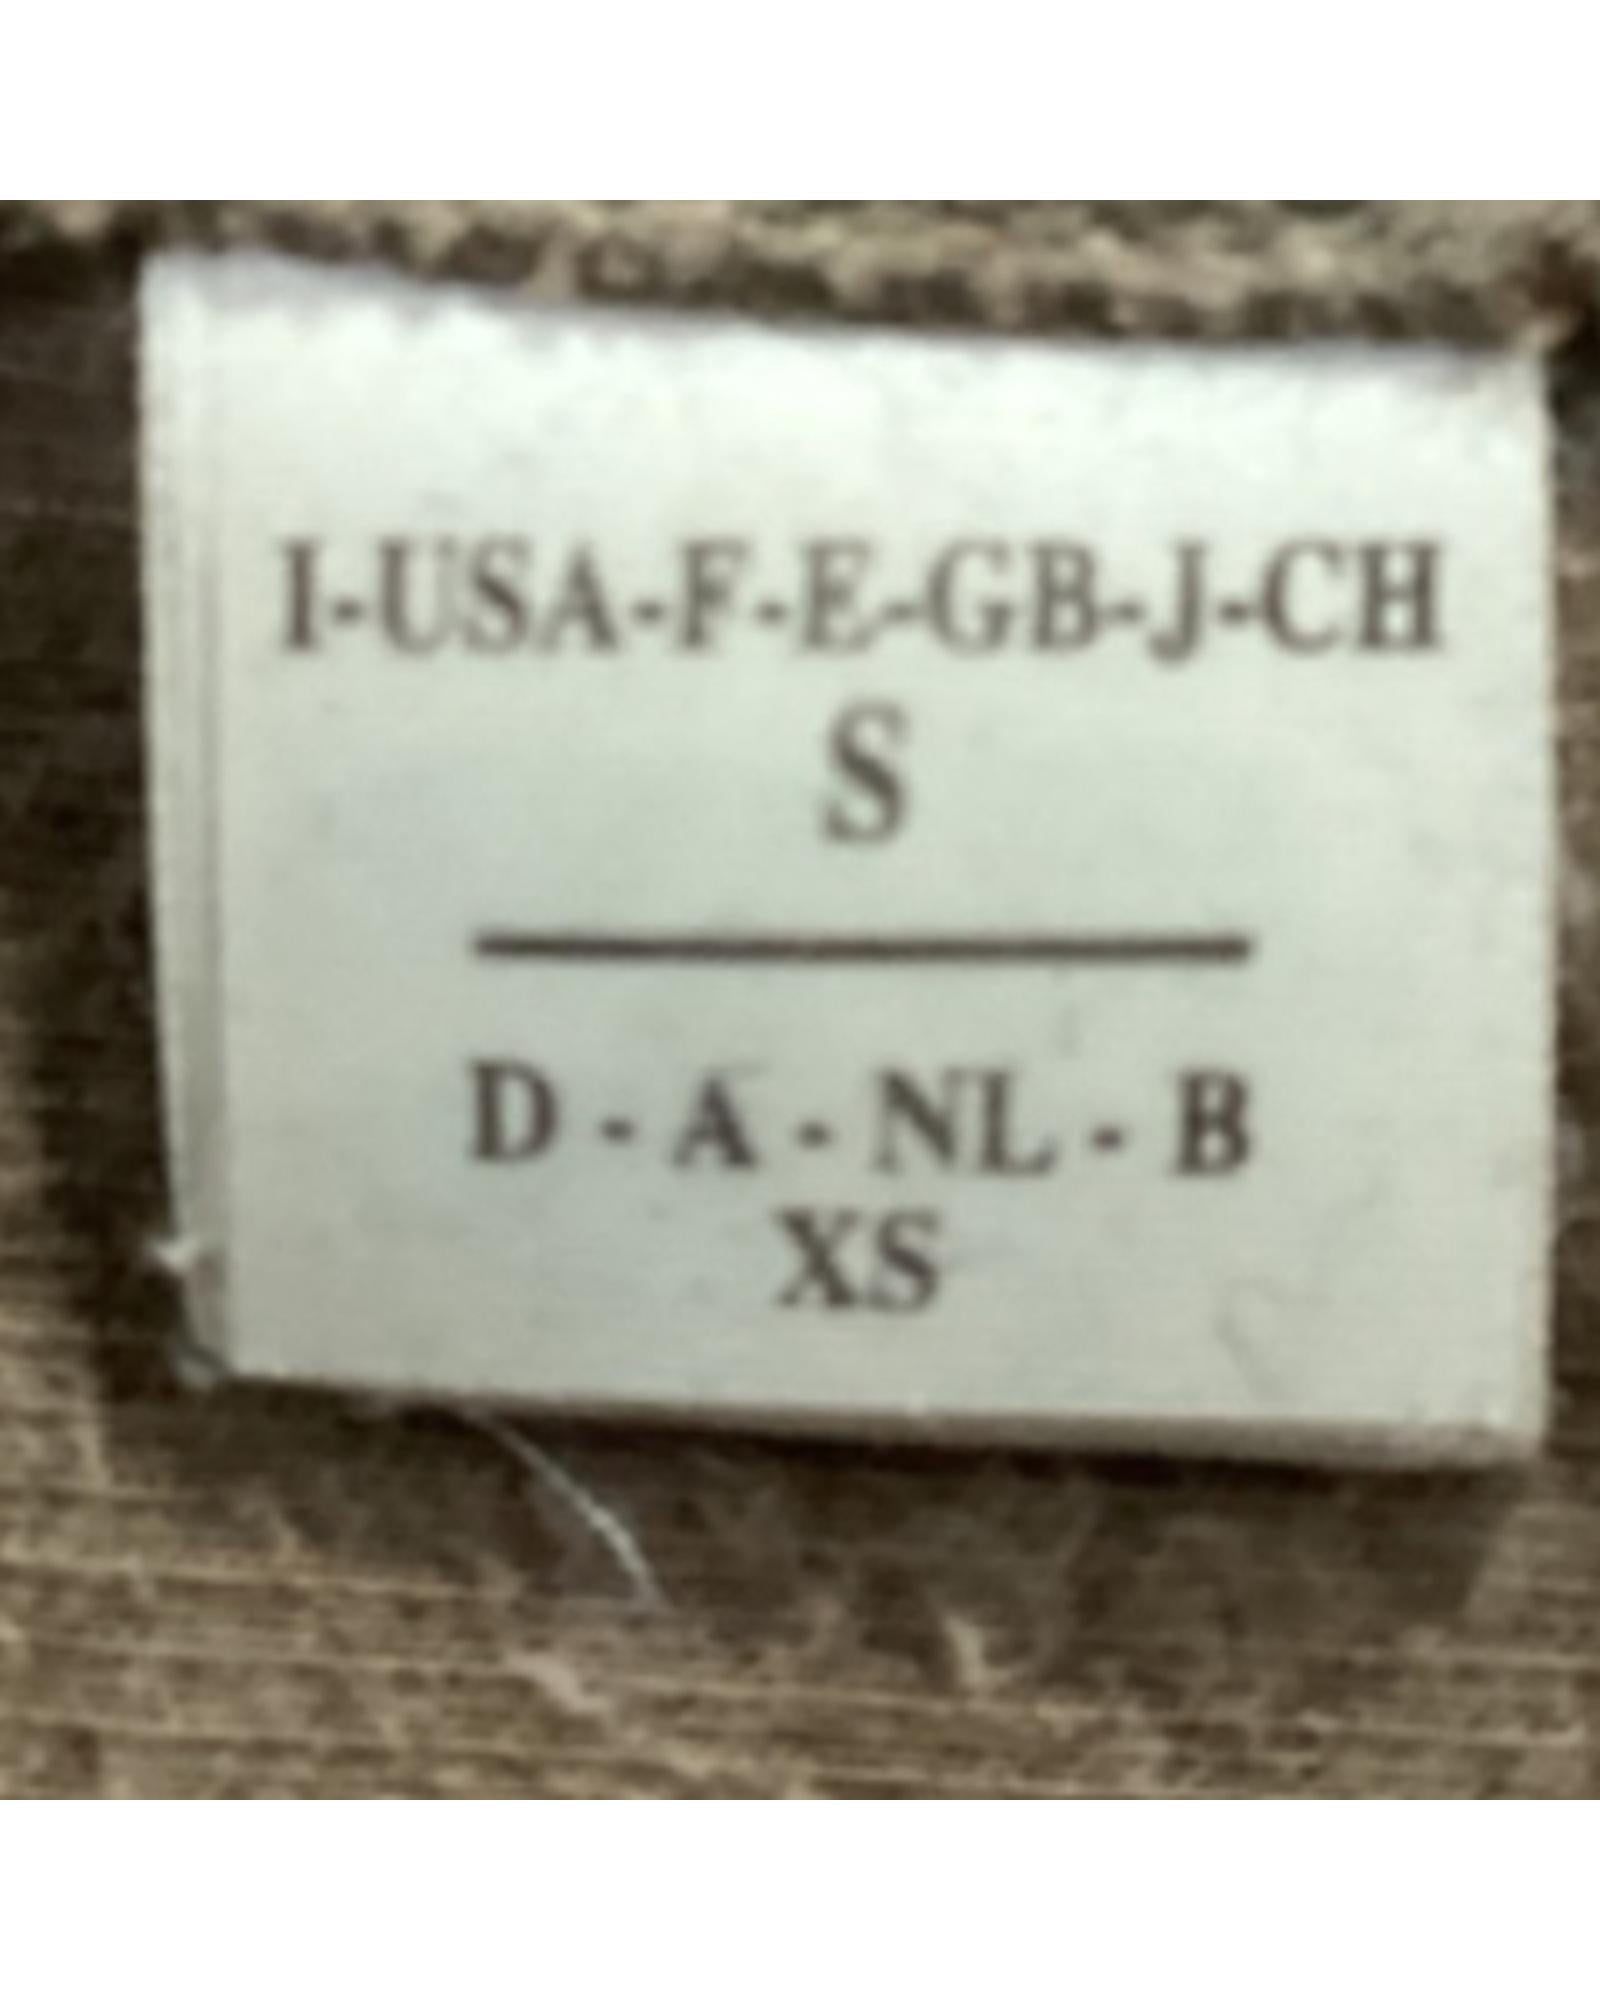 I-USA-F-E-GB-J-CH
S
D - A - NL - B
XS